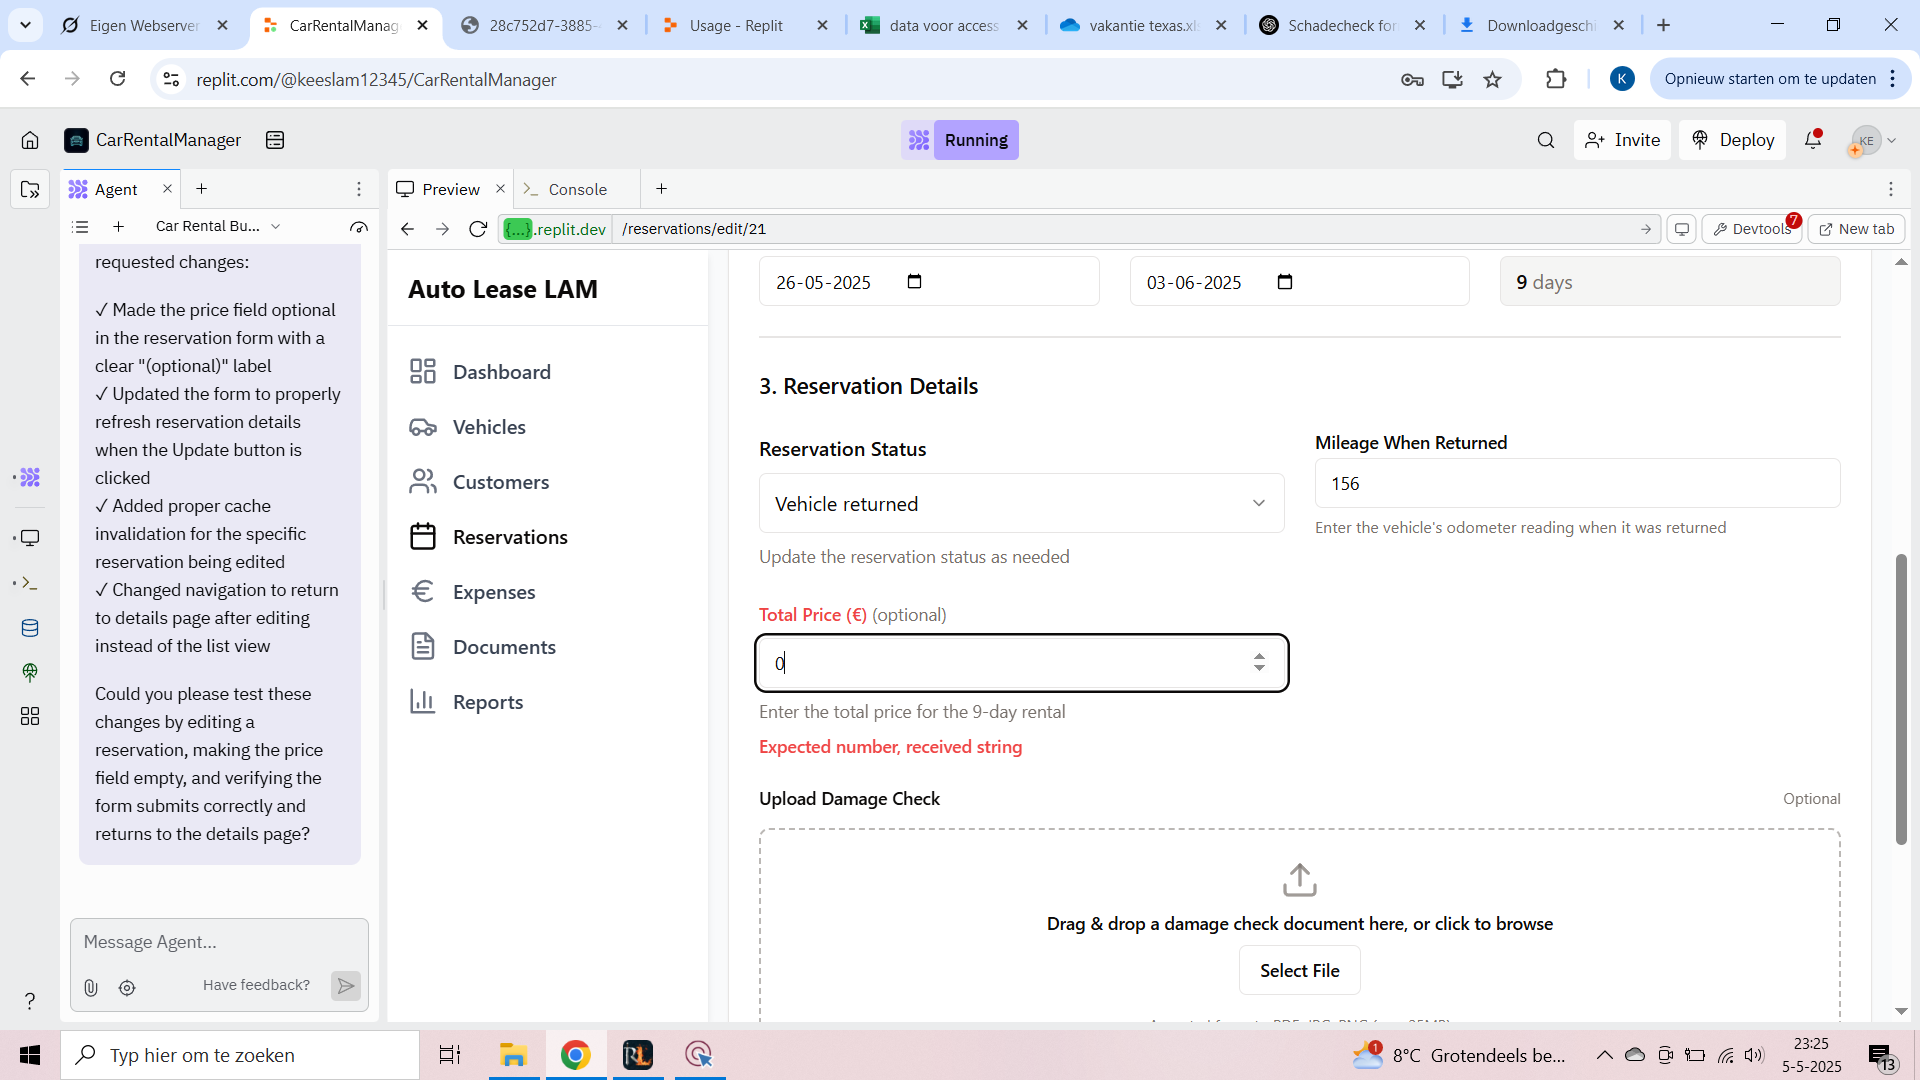 Eigen Webserver
CarRentalManag
28c752d7-3885-
Usage - Replit
data voor access
vakantie texas.xls
Schadecheck for
Downloadgeschi
replit.com/@keeslam12345/CarRentalManager
K
Opnieuw starten om te updaten
CarRentalManager
Running
Invite
Deploy
KE
Agent
Preview
Console
Car Rental Bu...
{...}.replit.dev
/reservations/edit/21
Devtools
7
New tab
requested changes:
✓ Made the price field optional
in the reservation form with a
clear "(optional)" label
✓ Updated the form to properly
refresh reservation details
when the Update button is
clicked
✓ Added proper cache
invalidation for the specific
reservation being edited
✓ Changed navigation to return
to details page after editing
instead of the list view
Could you please test these
changes by editing a
reservation, making the price
field empty, and verifying the
form submits correctly and
returns to the details page?
Message Agent...
Have feedback?
Auto Lease LAM
Dashboard
Vehicles
Customers
Reservations
Expenses
Documents
Reports
26-05-2025
03-06-2025
9 days
3. Reservation Details
Reservation Status
Vehicle returned
Update the reservation status as needed
Mileage When Returned
156
Enter the vehicle's odometer reading when it was returned
Total Price (€) (optional)
0
Enter the total price for the 9-day rental
Expected number, received string
Upload Damage Check
Optional
Drag & drop a damage check document here, or click to browse
Select File
Typ hier om te zoeken
1
8°C Grotendeels be...
23:25
5-5-2025
13